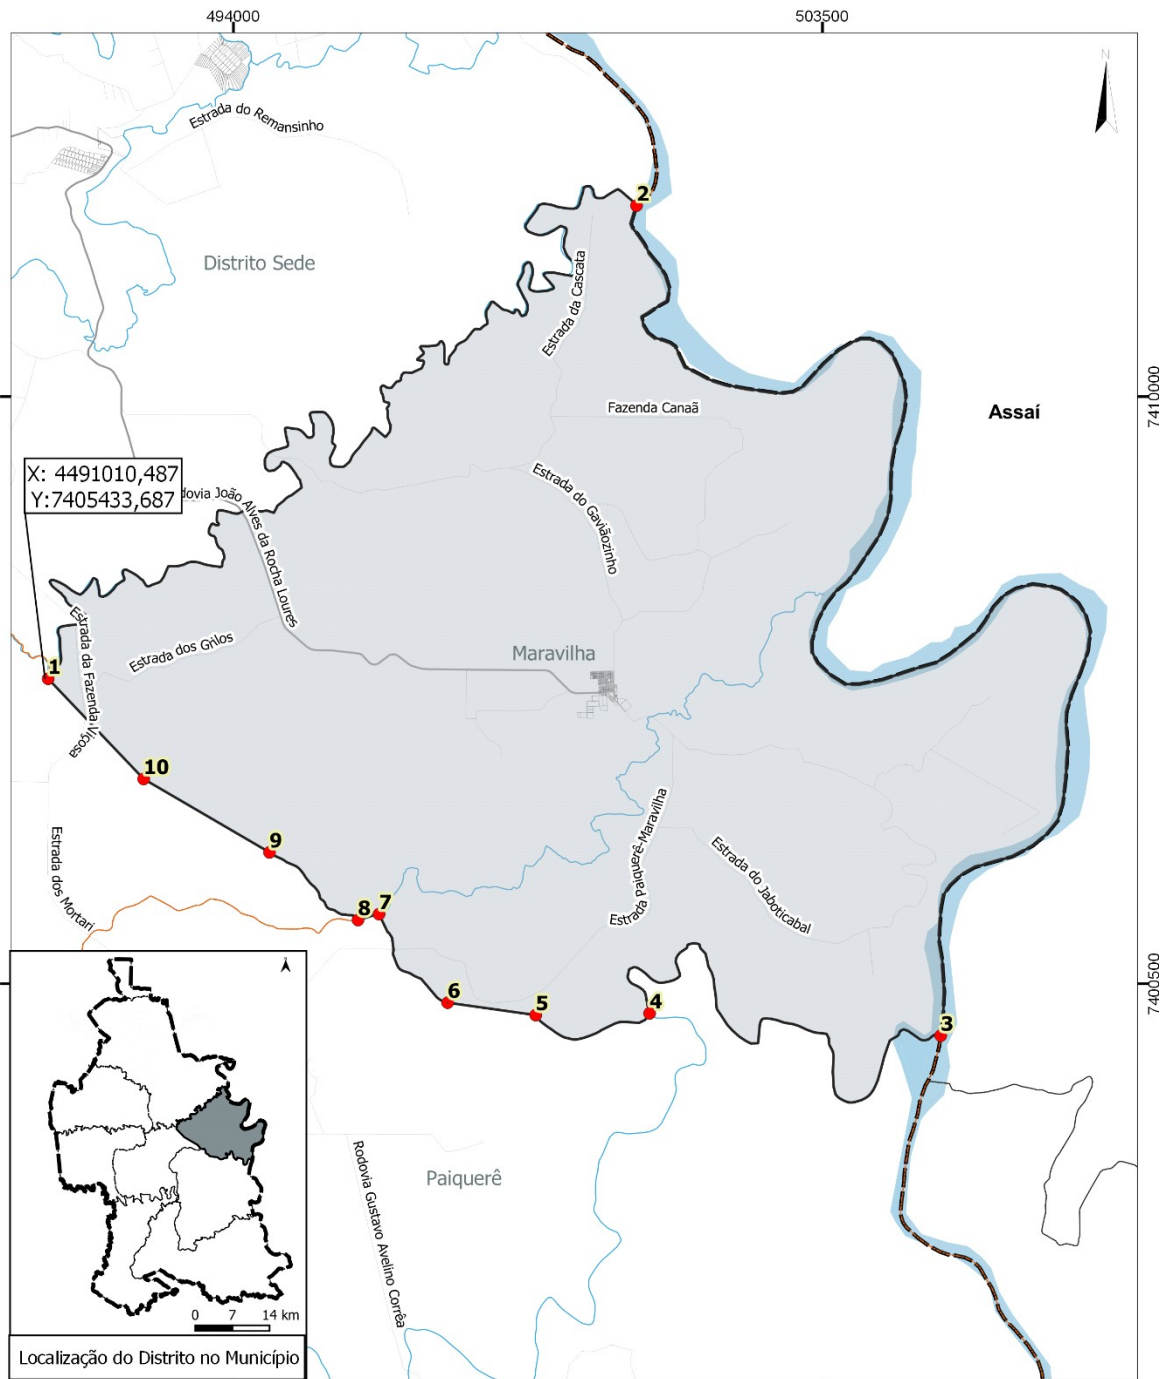 494000
503500
N
Estrada do Remansinho
2
Distrito Sede
Estrada da Cascata
7410000
Fazenda Canaã
Assaí
X: 4491010,487
Y:7405433,687
dovia João Alves da Rocha Loures
Estrada do Gaviãozinho
Estrada da Fazenda Viçosa
Estrada dos Grilos
Maravilha
1
10
Estrada Paiquerê-Maravilha
9
Estrada dos Mortari
Estrada do Jaboticabal
8
7
7400500
6
5
4
3
Rodovia Gustavo Avelino Corrêa
Paiquerê
0 7 14 km
Localização do Distrito no Município